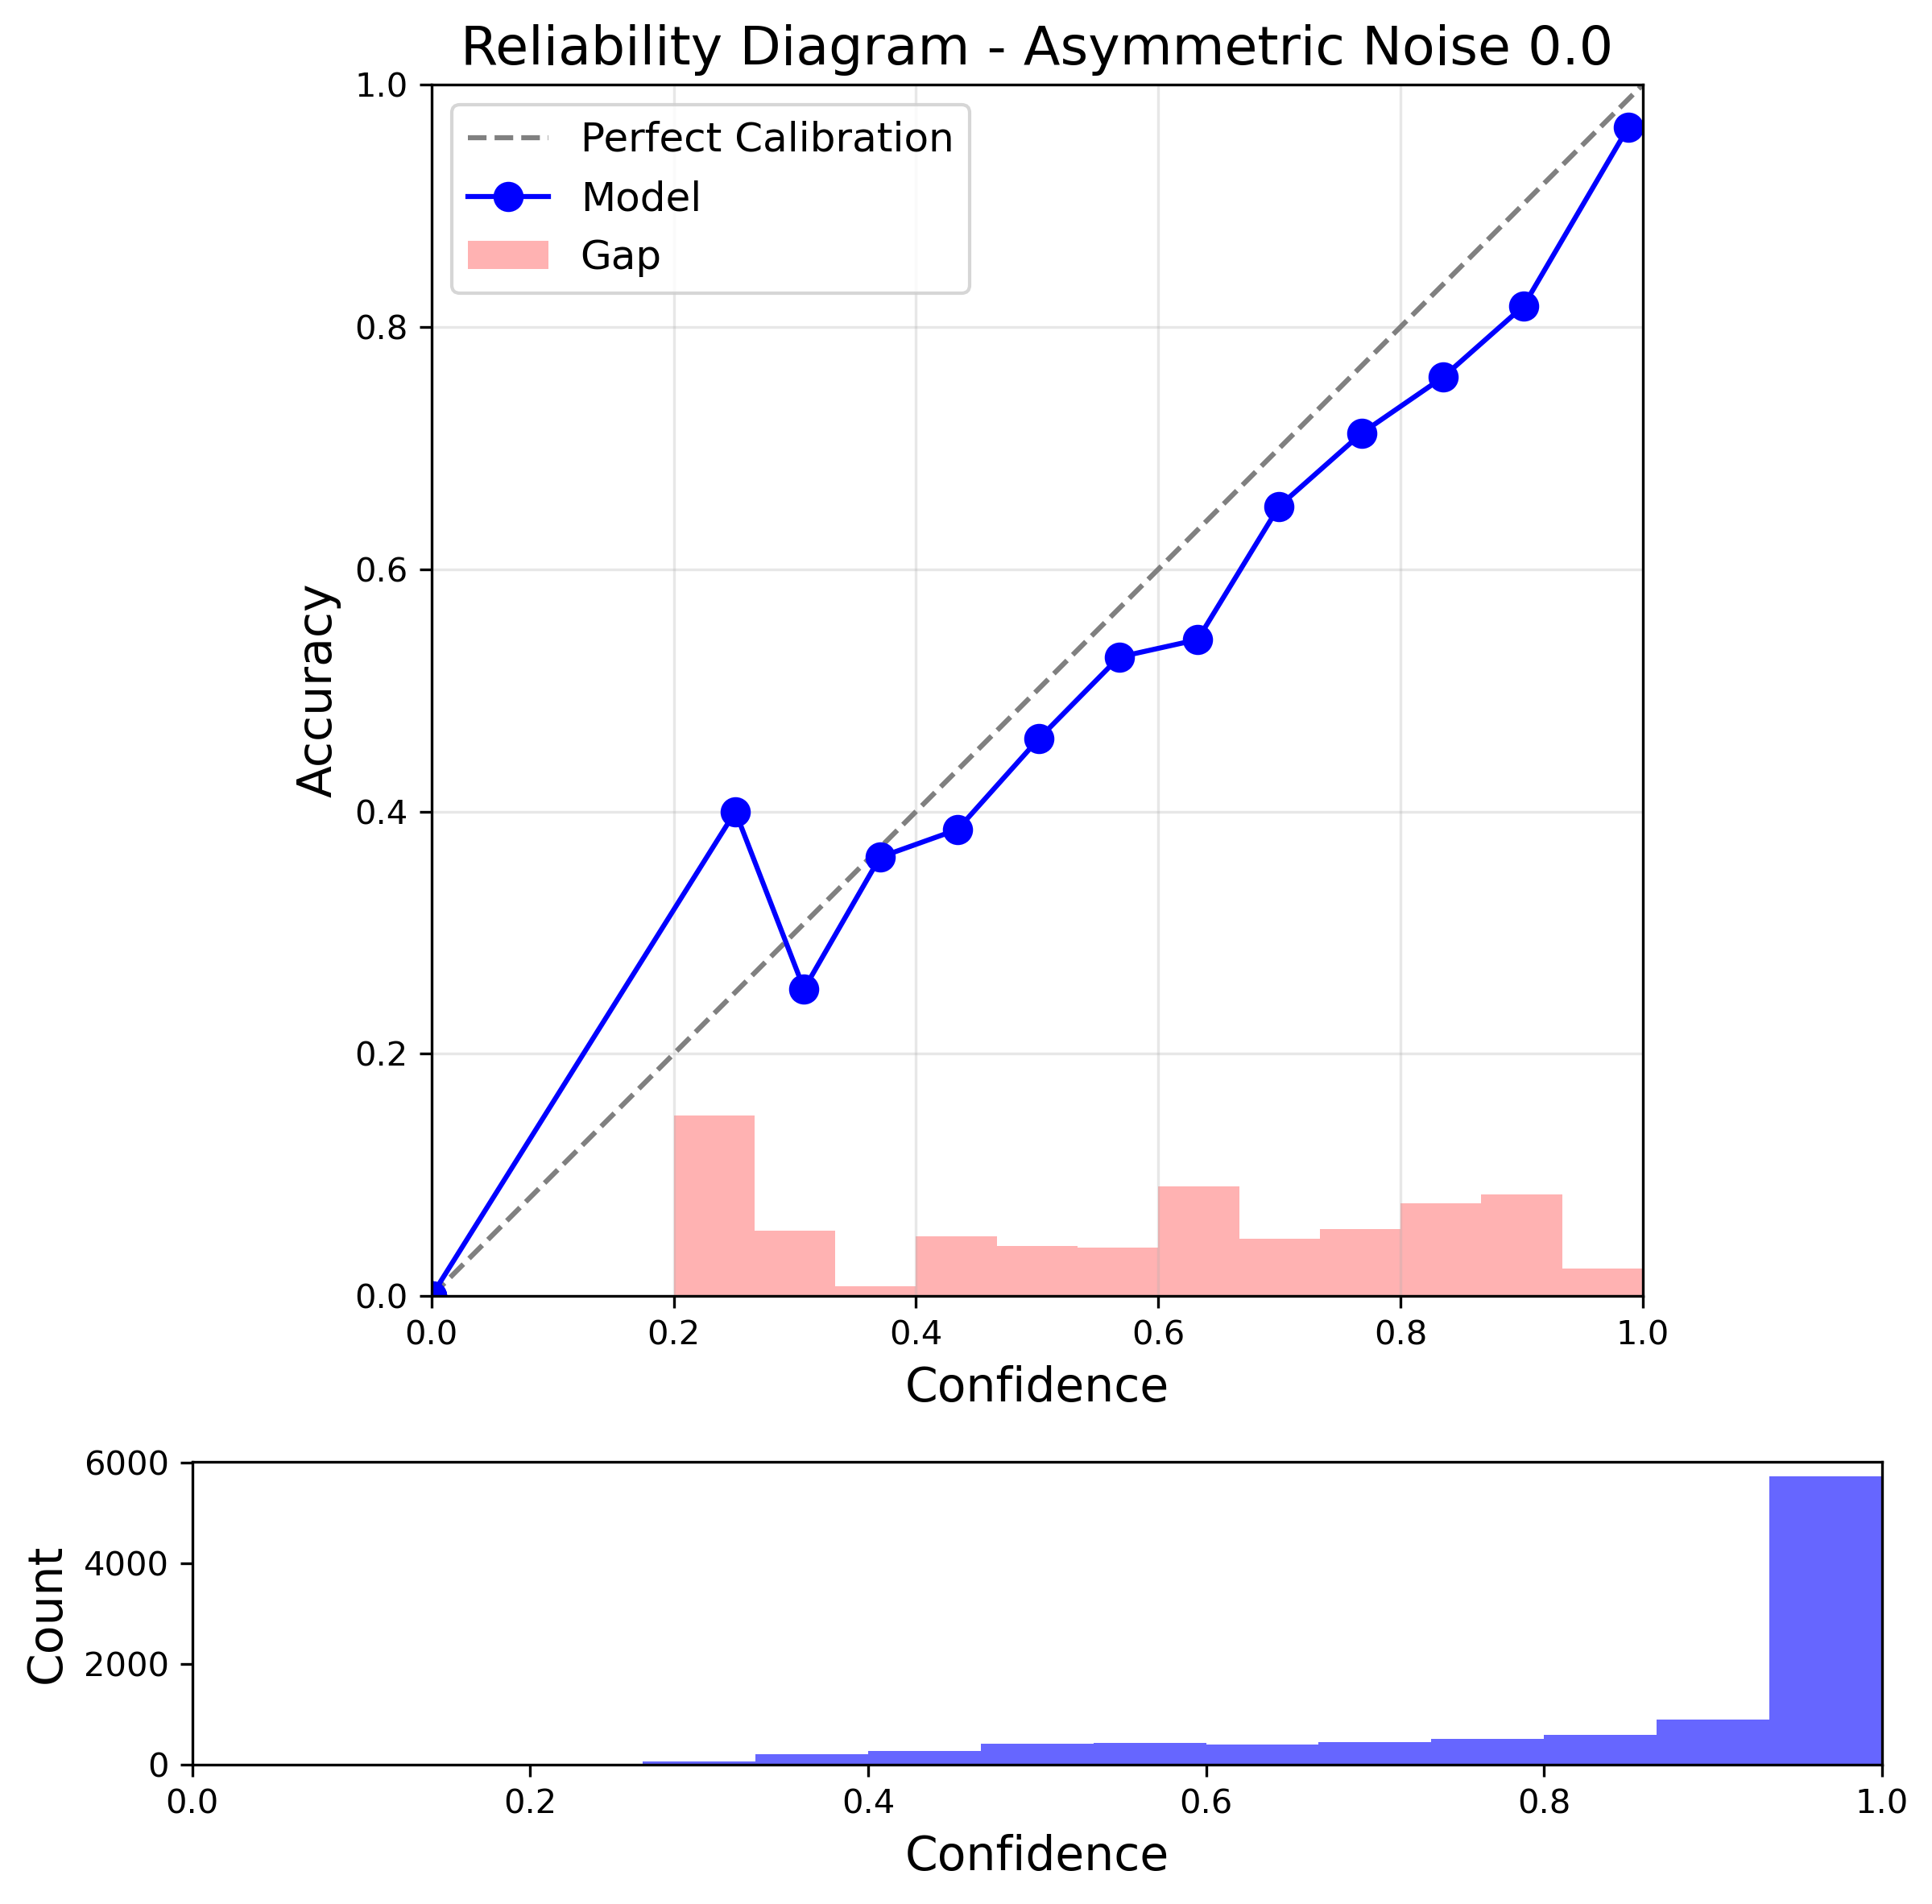 Reliability Diagram - Asymmetric Noise 0.0
1.0
0.8
0.6
0.4
0.2
0.0
Accuracy
Perfect Calibration
Model
Gap
0.0 0.2 0.4 0.6 0.8 1.0
Confidence
6000
4000
2000
0
Count
0.0 0.2 0.4 0.6 0.8 1.0
Confidence